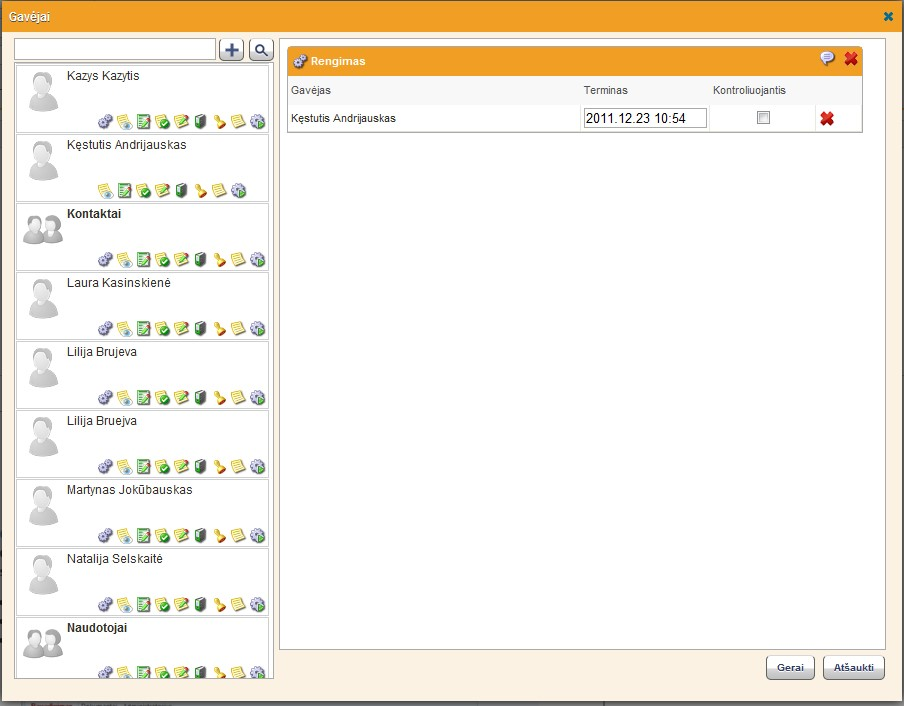 Gavėjai
Kazys Kazytis
Kęstutis Andrijauskas
Kontaktai
Laura Kasinskienė
Lilija Brujeva
Lilija Bruejva
Martynas Jokūbauskas
Natalija Selskaitė
Naudotojai
Rengimas
Gavėjas Terminas Kontroliuojantis
Kęstutis Andrijauskas 2011.12.23 10:54
Gerai Atšaukti